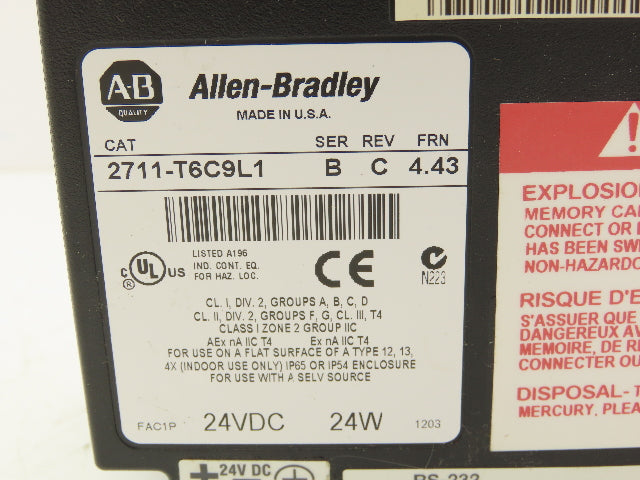 A·B
QUALITY
Allen-Bradley
MADE IN U.S.A.
CAT SER REV FRN
2711-T6C9L1 B C 4.43
LISTED A196
IND. CONT. EQ.
FOR HAZ. LOC.
C UL US
CE
N223
CL. I, DIV. 2, GROUPS A, B, C, D
CL. II, DIV. 2, GROUPS F, G, CL. III, T4
CLASS I ZONE 2 GROUP IIC
AEx nA IIC T4 Ex nA IIC T4
FOR USE ON A FLAT SURFACE OF A TYPE 12, 13,
4X (INDOOR USE ONLY) IP65 OR IP54 ENCLOSURE
FOR USE WITH A SELV SOURCE
FAC1P 24VDC 24W 1203
24V DC
RS-232
EXPLOSIO
MEMORY CA
CONNECT OR
HAS BEEN SW
NON-HAZARDO
RISQUE D'E
S'ASSURER QUE
DANGEREUX AV
MEMOIRE, DE R
CONNECTER OU
DISPOSAL- T
MERCURY. PLEA